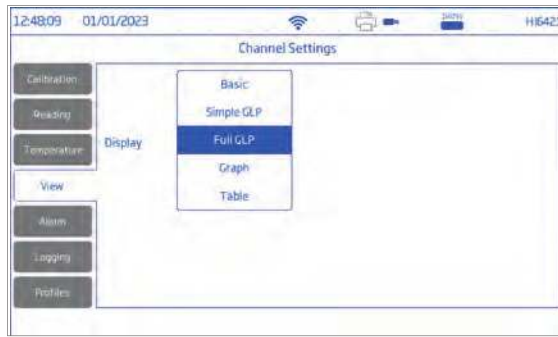 12:48:09 01/01/2023 HI6422
Channel Settings
Calibration
Reading
Temperature
View
Alarm
Logging
Profiles
Display
Basic
Simple GLP
Full GLP
Graph
Table